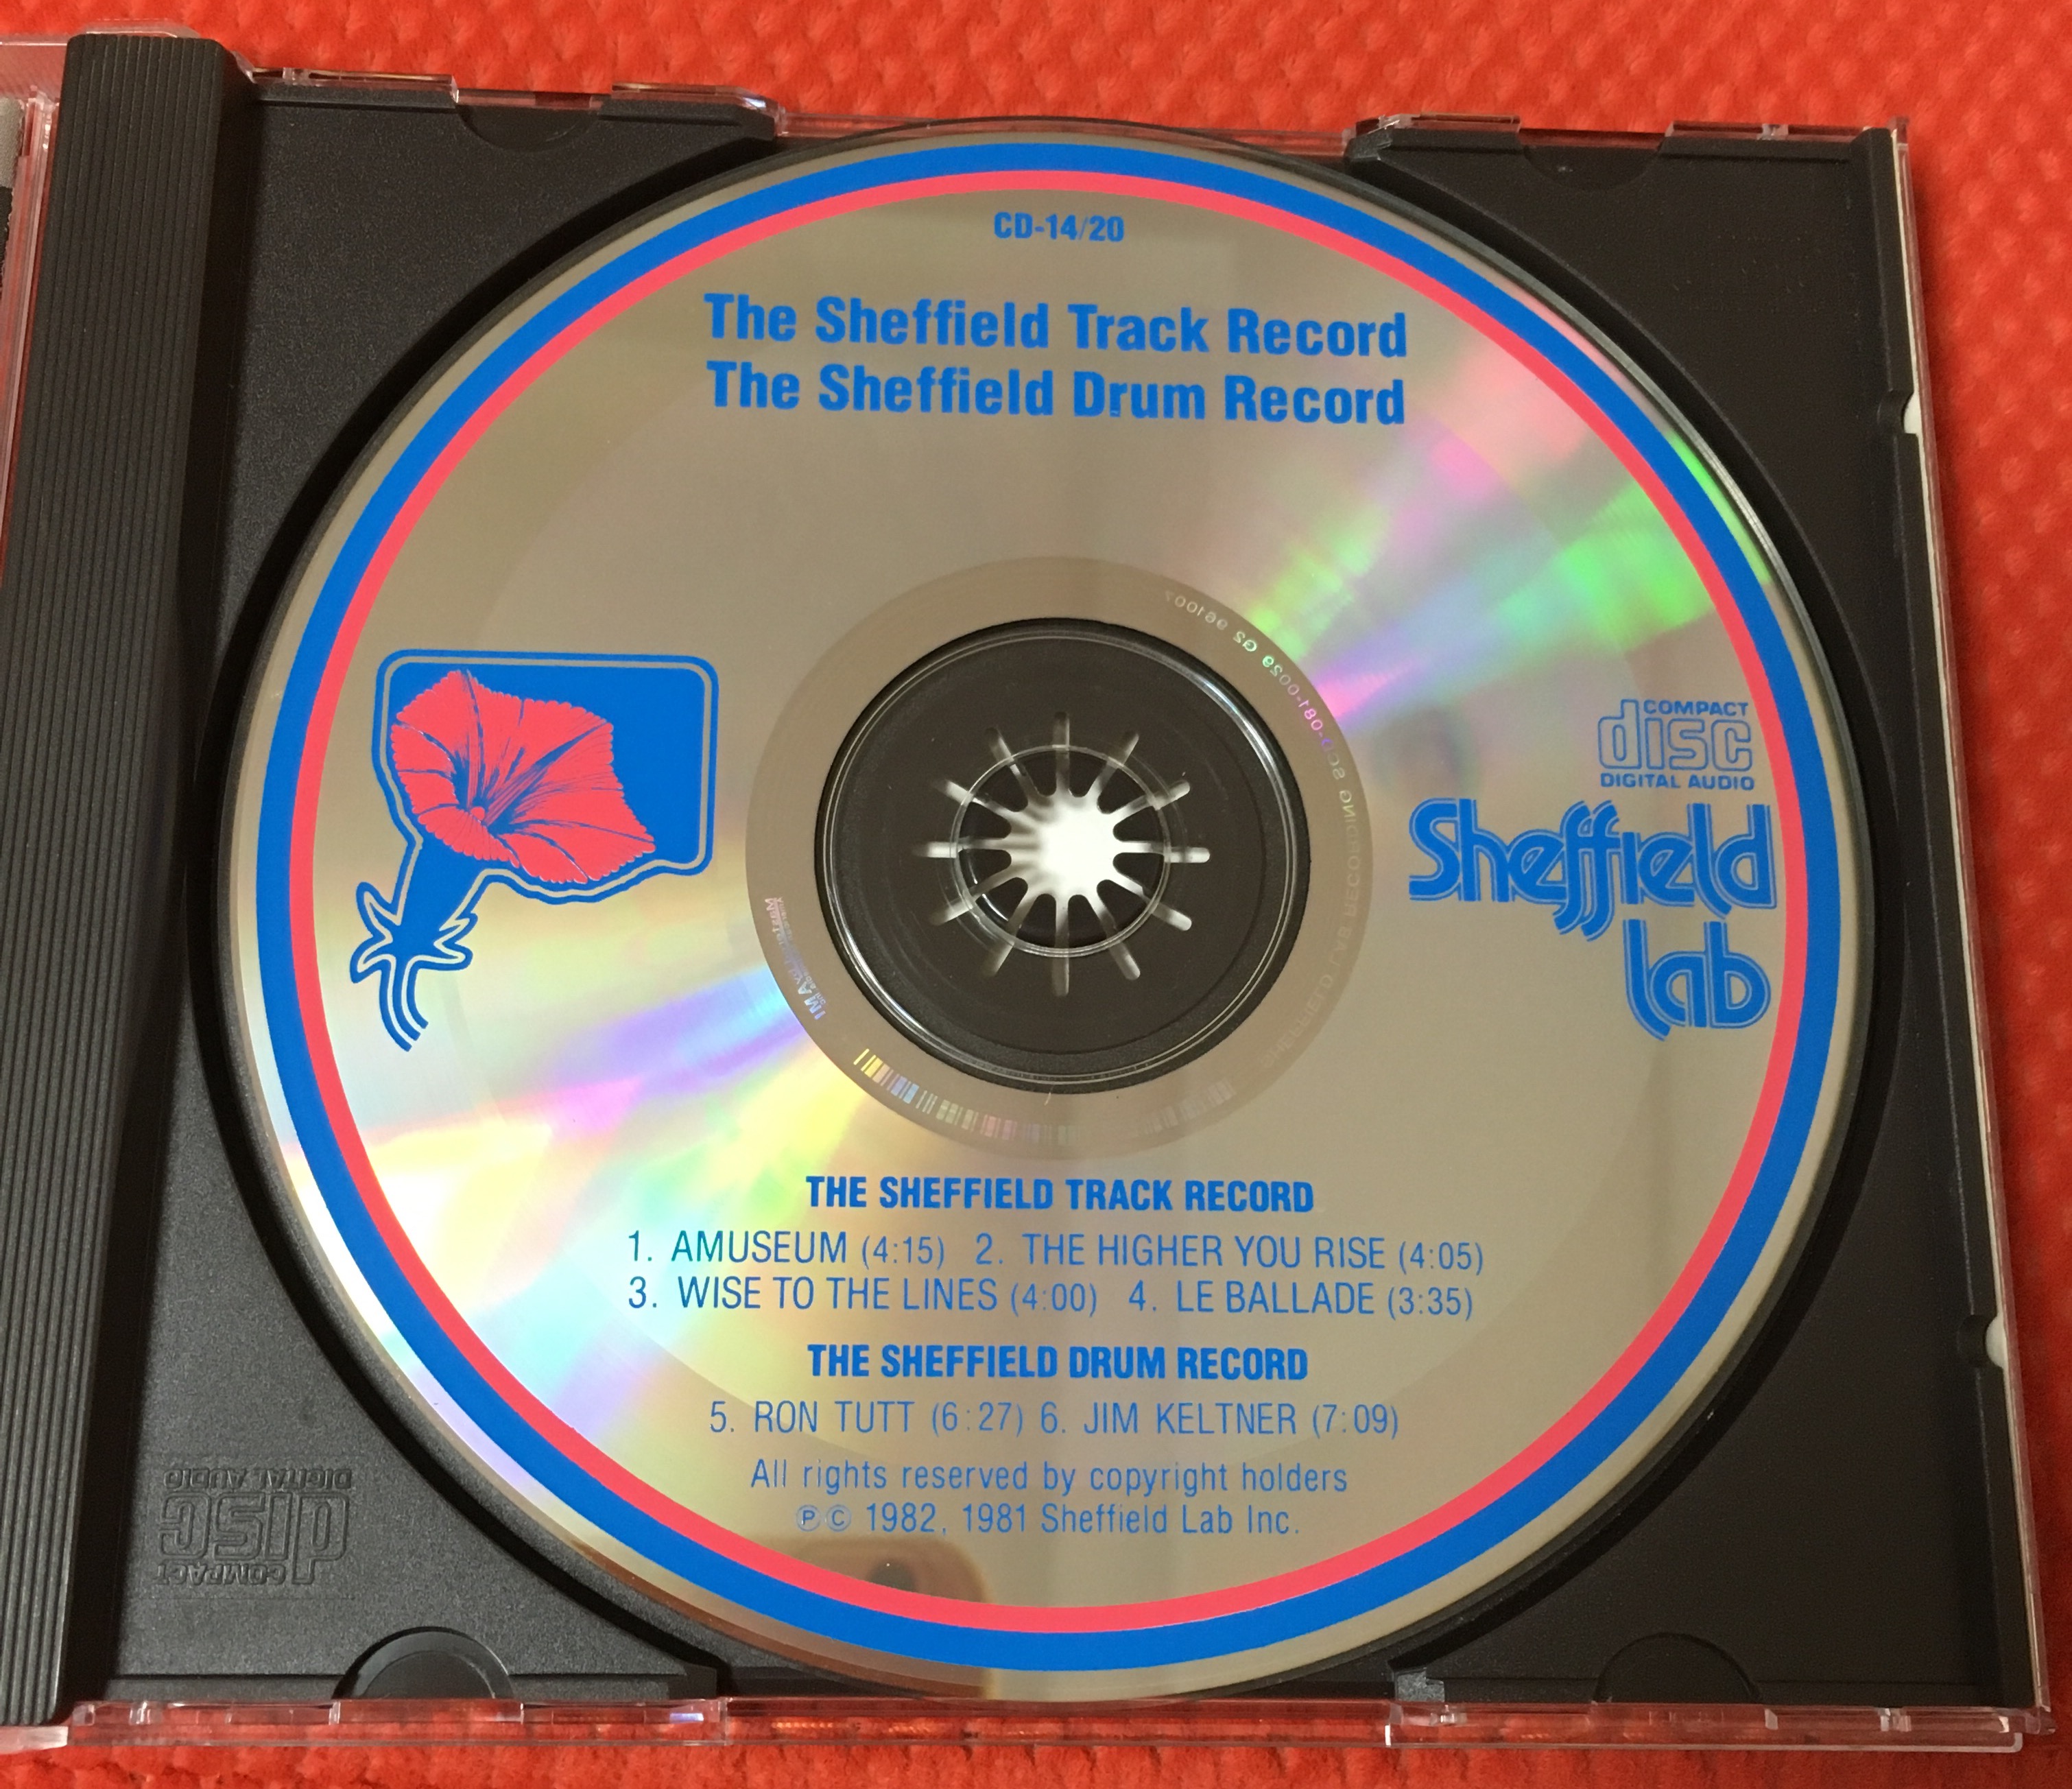 CD-14/20
The Sheffield Track Record
The Sheffield Drum Record
COMPACT
disc
DIGITAL AUDIO
Sheffield
Lab
THE SHEFFIELD TRACK RECORD
1. AMUSEUM (4:15) 2. THE HIGHER YOU RISE (4:05)
3. WISE TO THE LINES (4:00) 4. LE BALLADE (3:35)
THE SHEFFIELD DRUM RECORD
5. RON TUTT (6:27) 6. JIM KELTNER (7:09)
All rights reserved by copyright holders
ⓅⒸ 1982, 1981 Sheffield Lab Inc.
COMPACT
disc
DIGITAL AUDIO